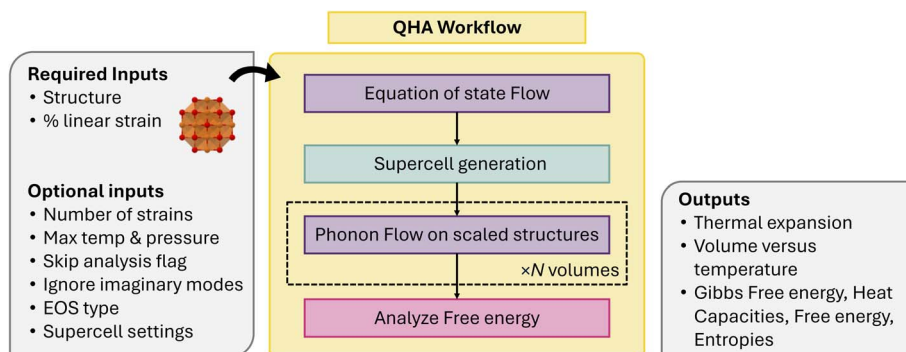 QHA Workflow
Required Inputs
• Structure
• % linear strain
Optional inputs
• Number of strains
• Max temp & pressure
• Skip analysis flag
• Ignore imaginary modes
• EOS type
• Supercell settings
Equation of state Flow
Supercell generation
Phonon Flow on scaled structures
×N volumes
Analyze Free energy
Outputs
• Thermal expansion
• Volume versus
temperature
• Gibbs Free energy, Heat
Capacities, Free energy,
Entropies